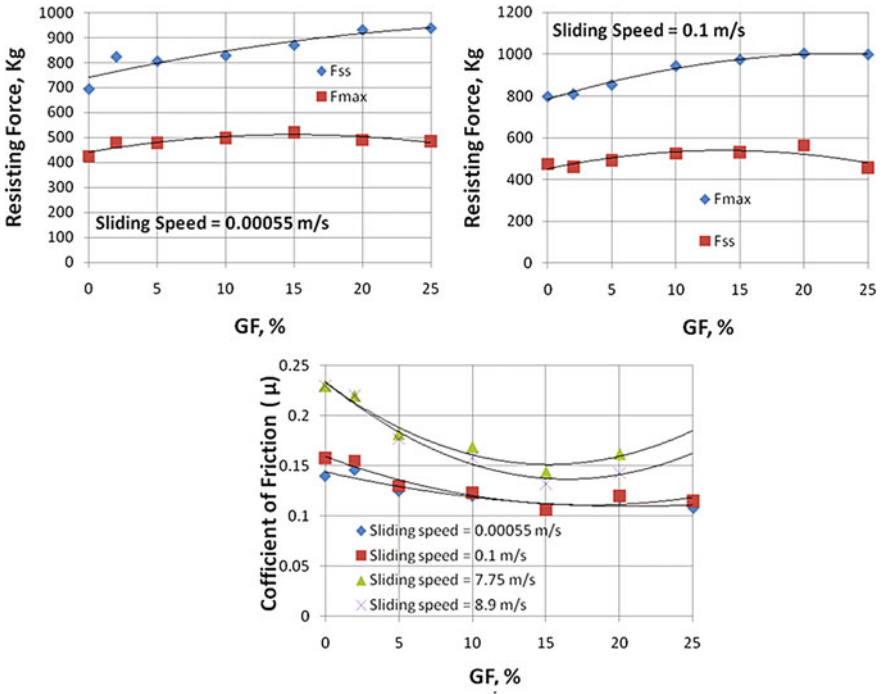 Resisting Force, Kg
1000
900
800
700
600
500
400
300
200
100
0
Fss
Fmax
Sliding Speed = 0.00055 m/s
0 5 10 15 20 25
GF, %
Resisting Force, Kg
1200
1000
800
600
400
200
0
Sliding Speed = 0.1 m/s
Fmax
Fss
0 5 10 15 20 25
GF, %
Cofficient of Friction ( μ)
0.25
0.2
0.15
0.1
0.05
0
Sliding speed = 0.00055 m/s
Sliding speed = 0.1 m/s
Sliding speed = 7.75 m/s
Sliding speed = 8.9 m/s
0 5 10 15 20 25
GF, %